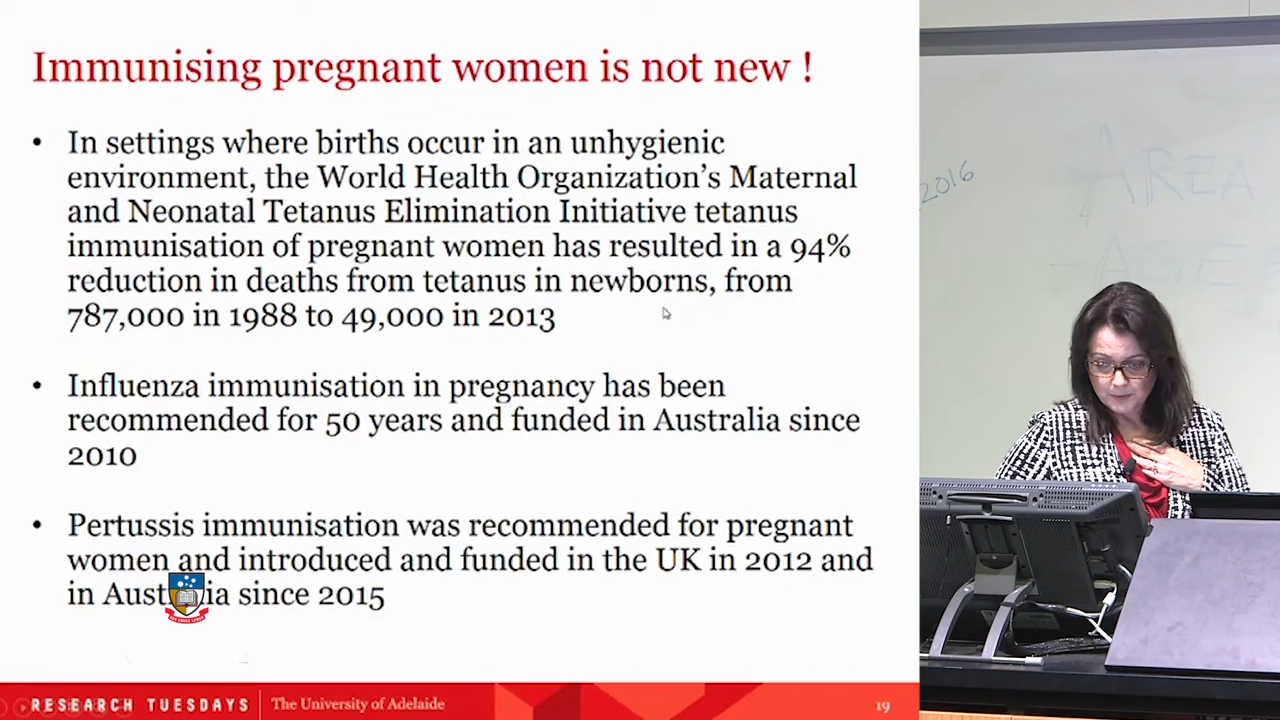 Immunising pregnant women is not new !
• In settings where births occur in an unhygienic
environment, the World Health Organization's Maternal
and Neonatal Tetanus Elimination Initiative tetanus
immunisation of pregnant women has resulted in a 94%
reduction in deaths from tetanus in newborns, from
787,000 in 1988 to 49,000 in 2013
• Influenza immunisation in pregnancy has been
recommended for 50 years and funded in Australia since
2010
• Pertussis immunisation was recommended for pregnant
women and introduced and funded in the UK in 2012 and
in since 2015
RESEARCH TUESDAYS
The University of Adelaide
19
2016
AREA
AGE